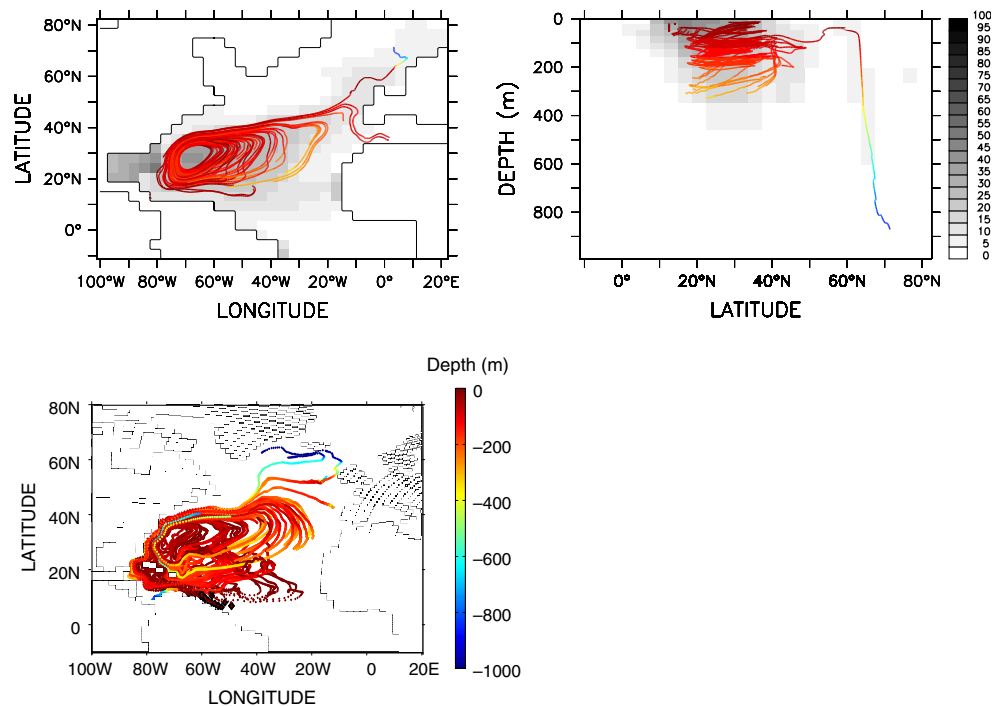 80°N
60°N
40°N
20°N
0°
LATITUDE
100°W 80°W 60°W 40°W 20°W 0° 20°E
LONGITUDE
0
200
400
600
800
DEPTH (m)
0° 20°N 40°N 60°N 80°N
LATITUDE
100
95
90
85
80
75
70
65
60
55
50
45
40
35
30
25
20
15
10
5
0
Depth (m)
80N
60N
40N
20N
0
LATITUDE
100W 80W 60W 40W 20W 0 20E
LONGITUDE
0
−200
−400
−600
−800
−1000